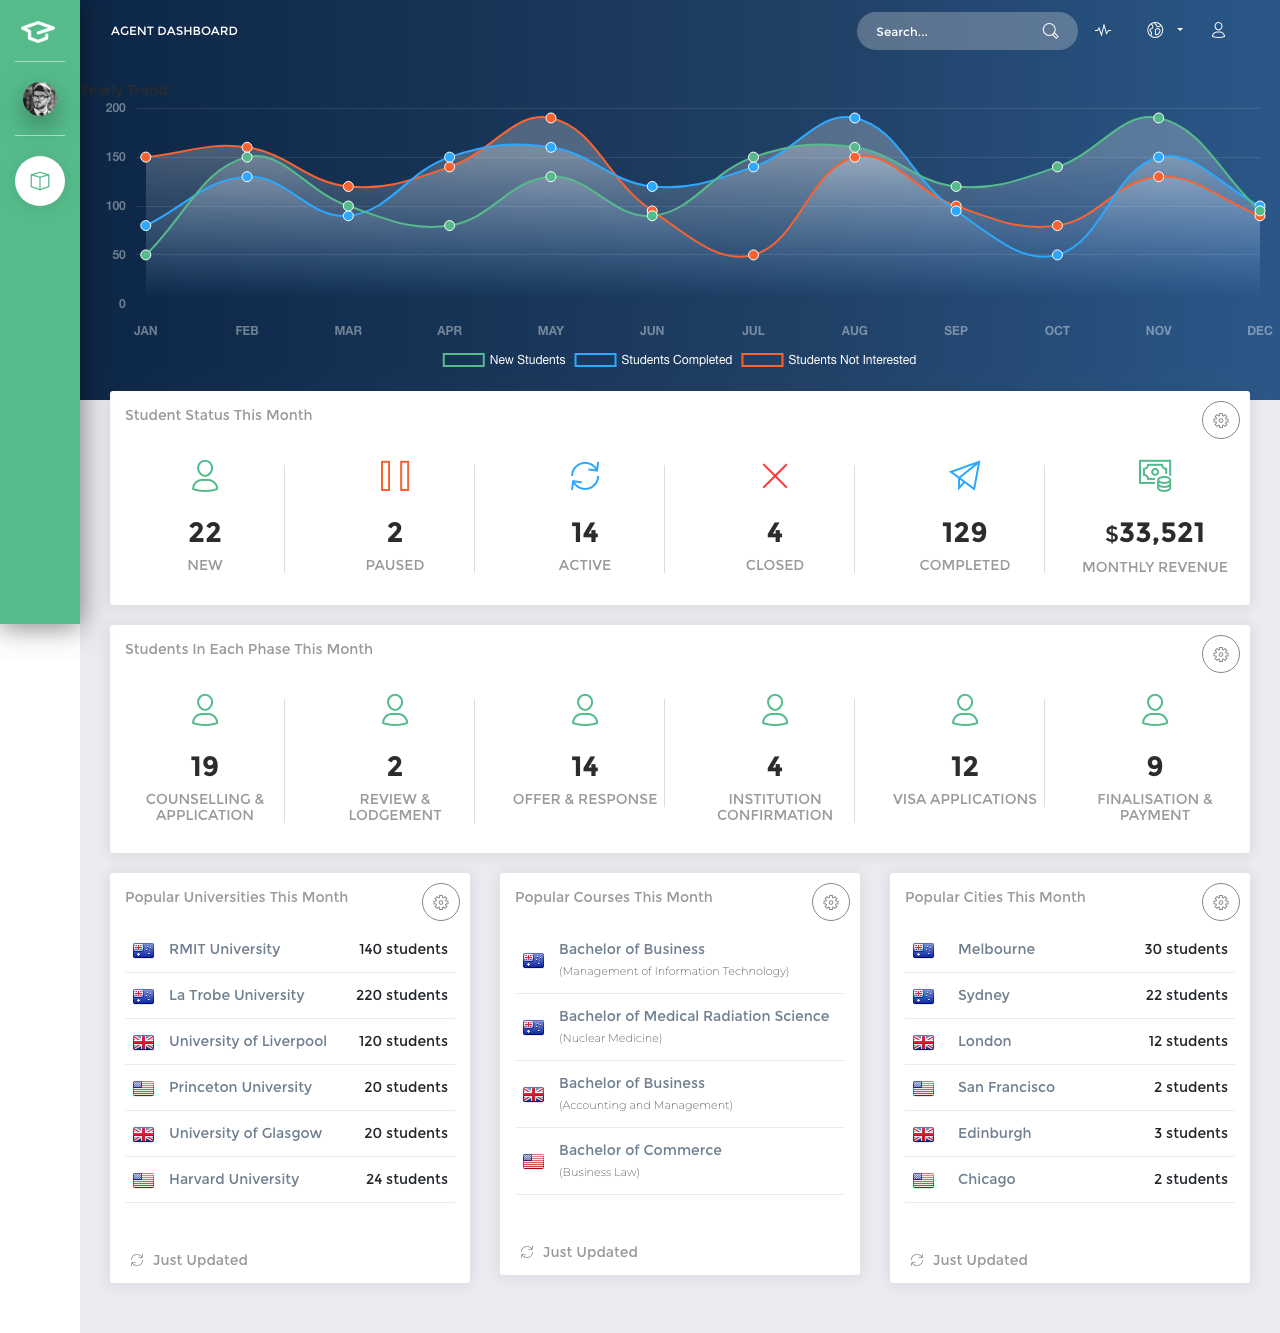 AGENT DASHBOARD
Search...
Yearly Trend
200
150
100
50
0
JAN FEB MAR APR MAY JUN JUL AUG SEP OCT NOV DEC
New Students Students Completed Students Not Interested
Student Status This Month
22 2 14 4 129 $33,521
NEW PAUSED ACTIVE CLOSED COMPLETED MONTHLY REVENUE
Students In Each Phase This Month
19 2 14 4 12 9
COUNSELLING & REVIEW & OFFER & RESPONSE INSTITUTION VISA APPLICATIONS FINALISATION &
APPLICATION LODGEMENT CONFIRMATION PAYMENT
Popular Universities This Month
RMIT University 140 students
La Trobe University 220 students
University of Liverpool 120 students
Princeton University 20 students
University of Glasgow 20 students
Harvard University 24 students
Just Updated
Popular Courses This Month
Bachelor of Business
(Management of Information Technology)
Bachelor of Medical Radiation Science
(Nuclear Medicine)
Bachelor of Business
(Accounting and Management)
Bachelor of Commerce
(Business Law)
Just Updated
Popular Cities This Month
Melbourne 30 students
Sydney 22 students
London 12 students
San Francisco 2 students
Edinburgh 3 students
Chicago 2 students
Just Updated